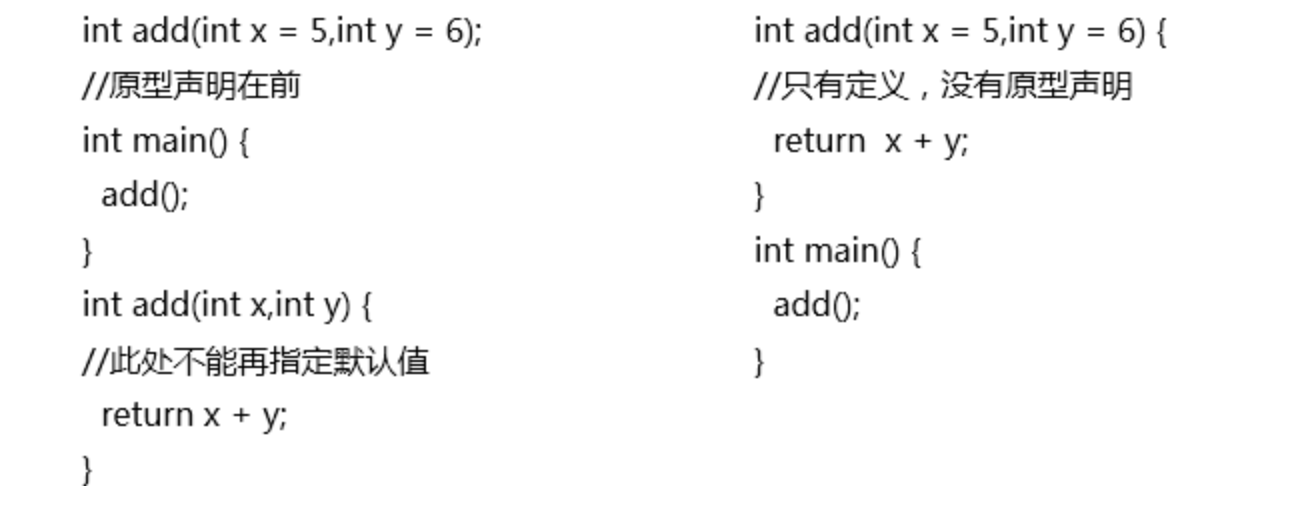 int add(int x = 5,int y = 6);
//原型声明在前
int main() {
add();
}
int add(int x,int y) {
//此处不能再指定默认值
return x + y;
}
int add(int x = 5,int y = 6) {
//只有定义，没有原型声明
return  x + y;
}
int main() {
add();
}